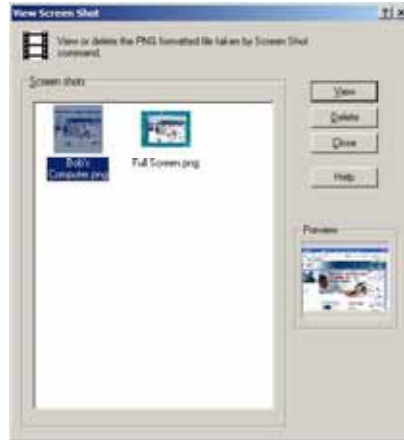 View Screen Shot
View or delete the PNG formatted file taken by Screen Shot
command.
Screen shots
View
Delete
Close
Help
Bob's
Computer.png
Full Screen.png
Preview